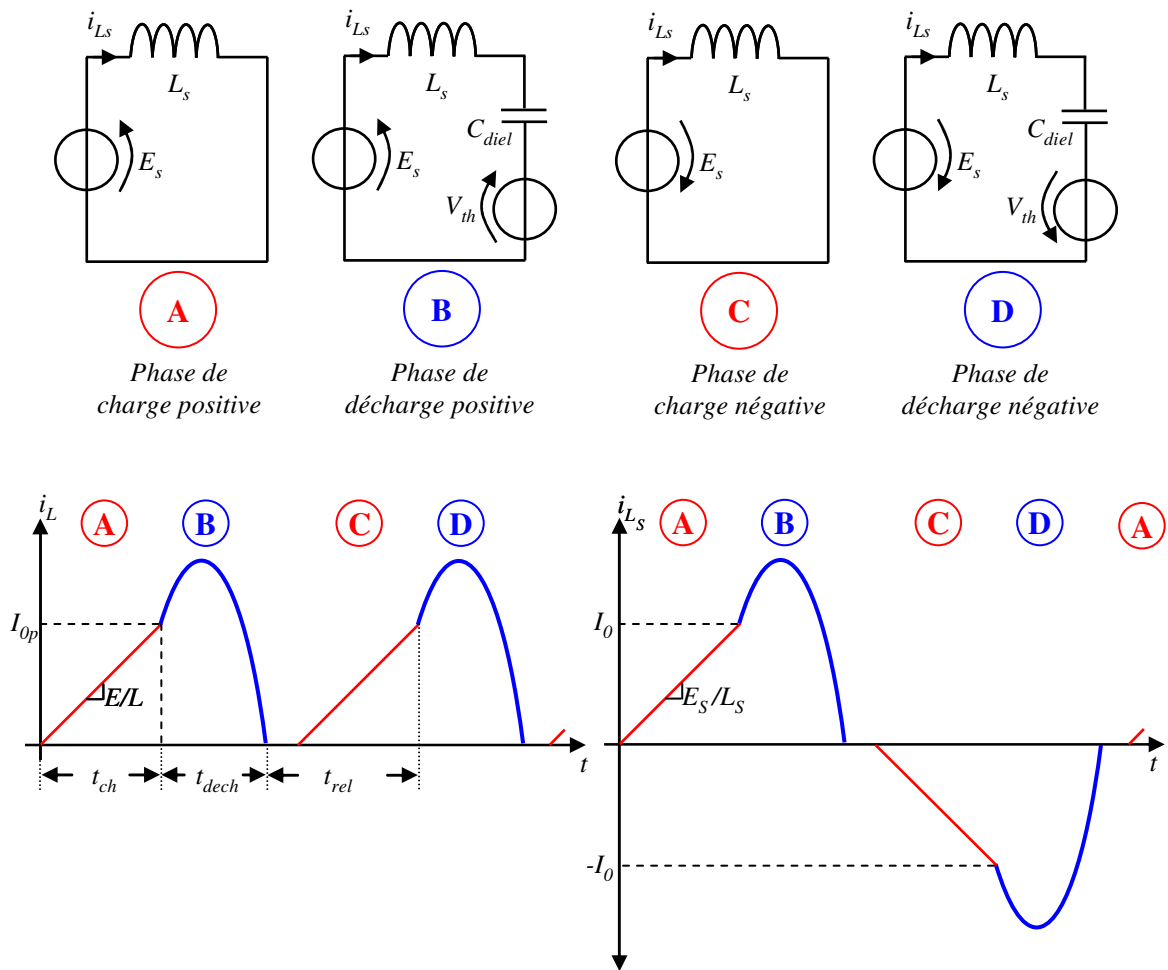 i_Ls
L_s
E_s
i_Ls
L_s
C_diel
E_s
V_th
i_Ls
L_s
E_s
i_Ls
L_s
C_diel
E_s
V_th
A
B
C
D
Phase de
charge positive
Phase de
décharge positive
Phase de
charge négative
Phase de
décharge négative
i_L
A
B
C
D
I_0p
E/L
t
t_ch
t_dech
t_rel
i_Ls
A
B
C
D
A
I_0
E_S/L_S
t
-I_0